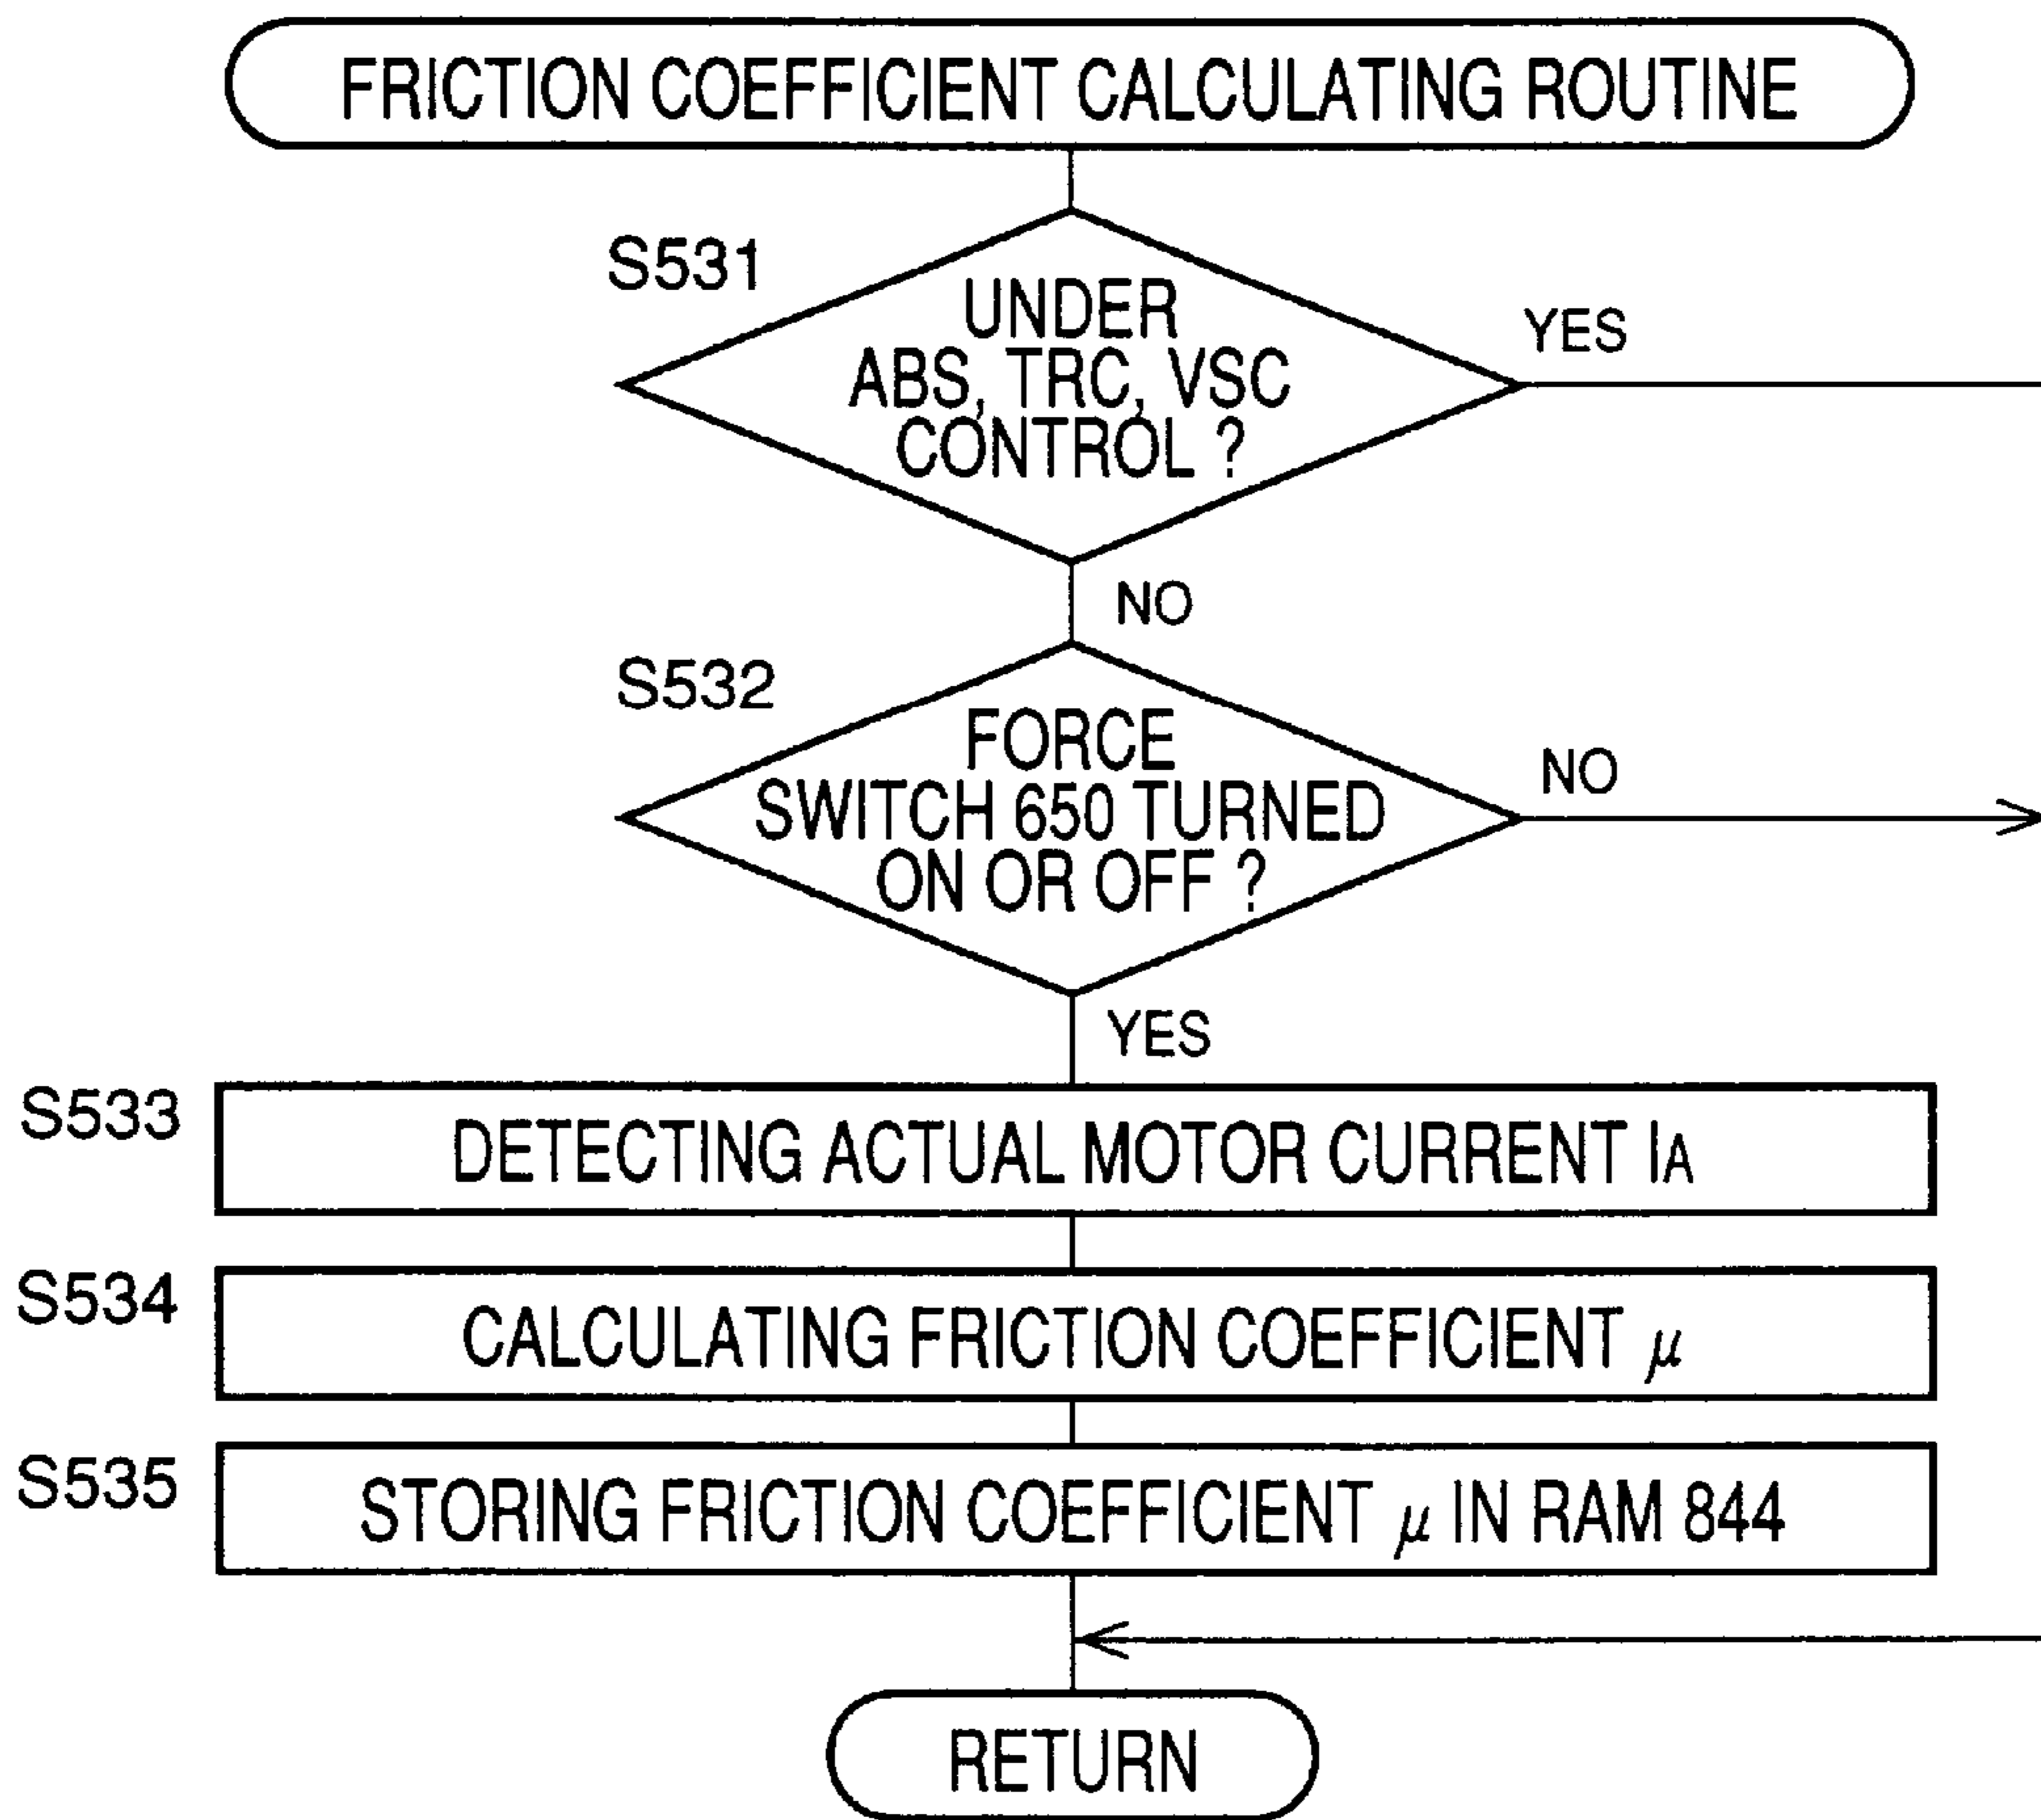 FRICTION COEFFICIENT CALCULATING ROUTINE
S531
UNDER
ABS, TRC, VSC
CONTROL ?
YES
NO
S532
FORCE
SWITCH 650 TURNED
ON OR OFF ?
NO
YES
S533
DETECTING ACTUAL MOTOR CURRENT IA
S534
CALCULATING FRICTION COEFFICIENT μ
S535
STORING FRICTION COEFFICIENT μ IN RAM 844
RETURN